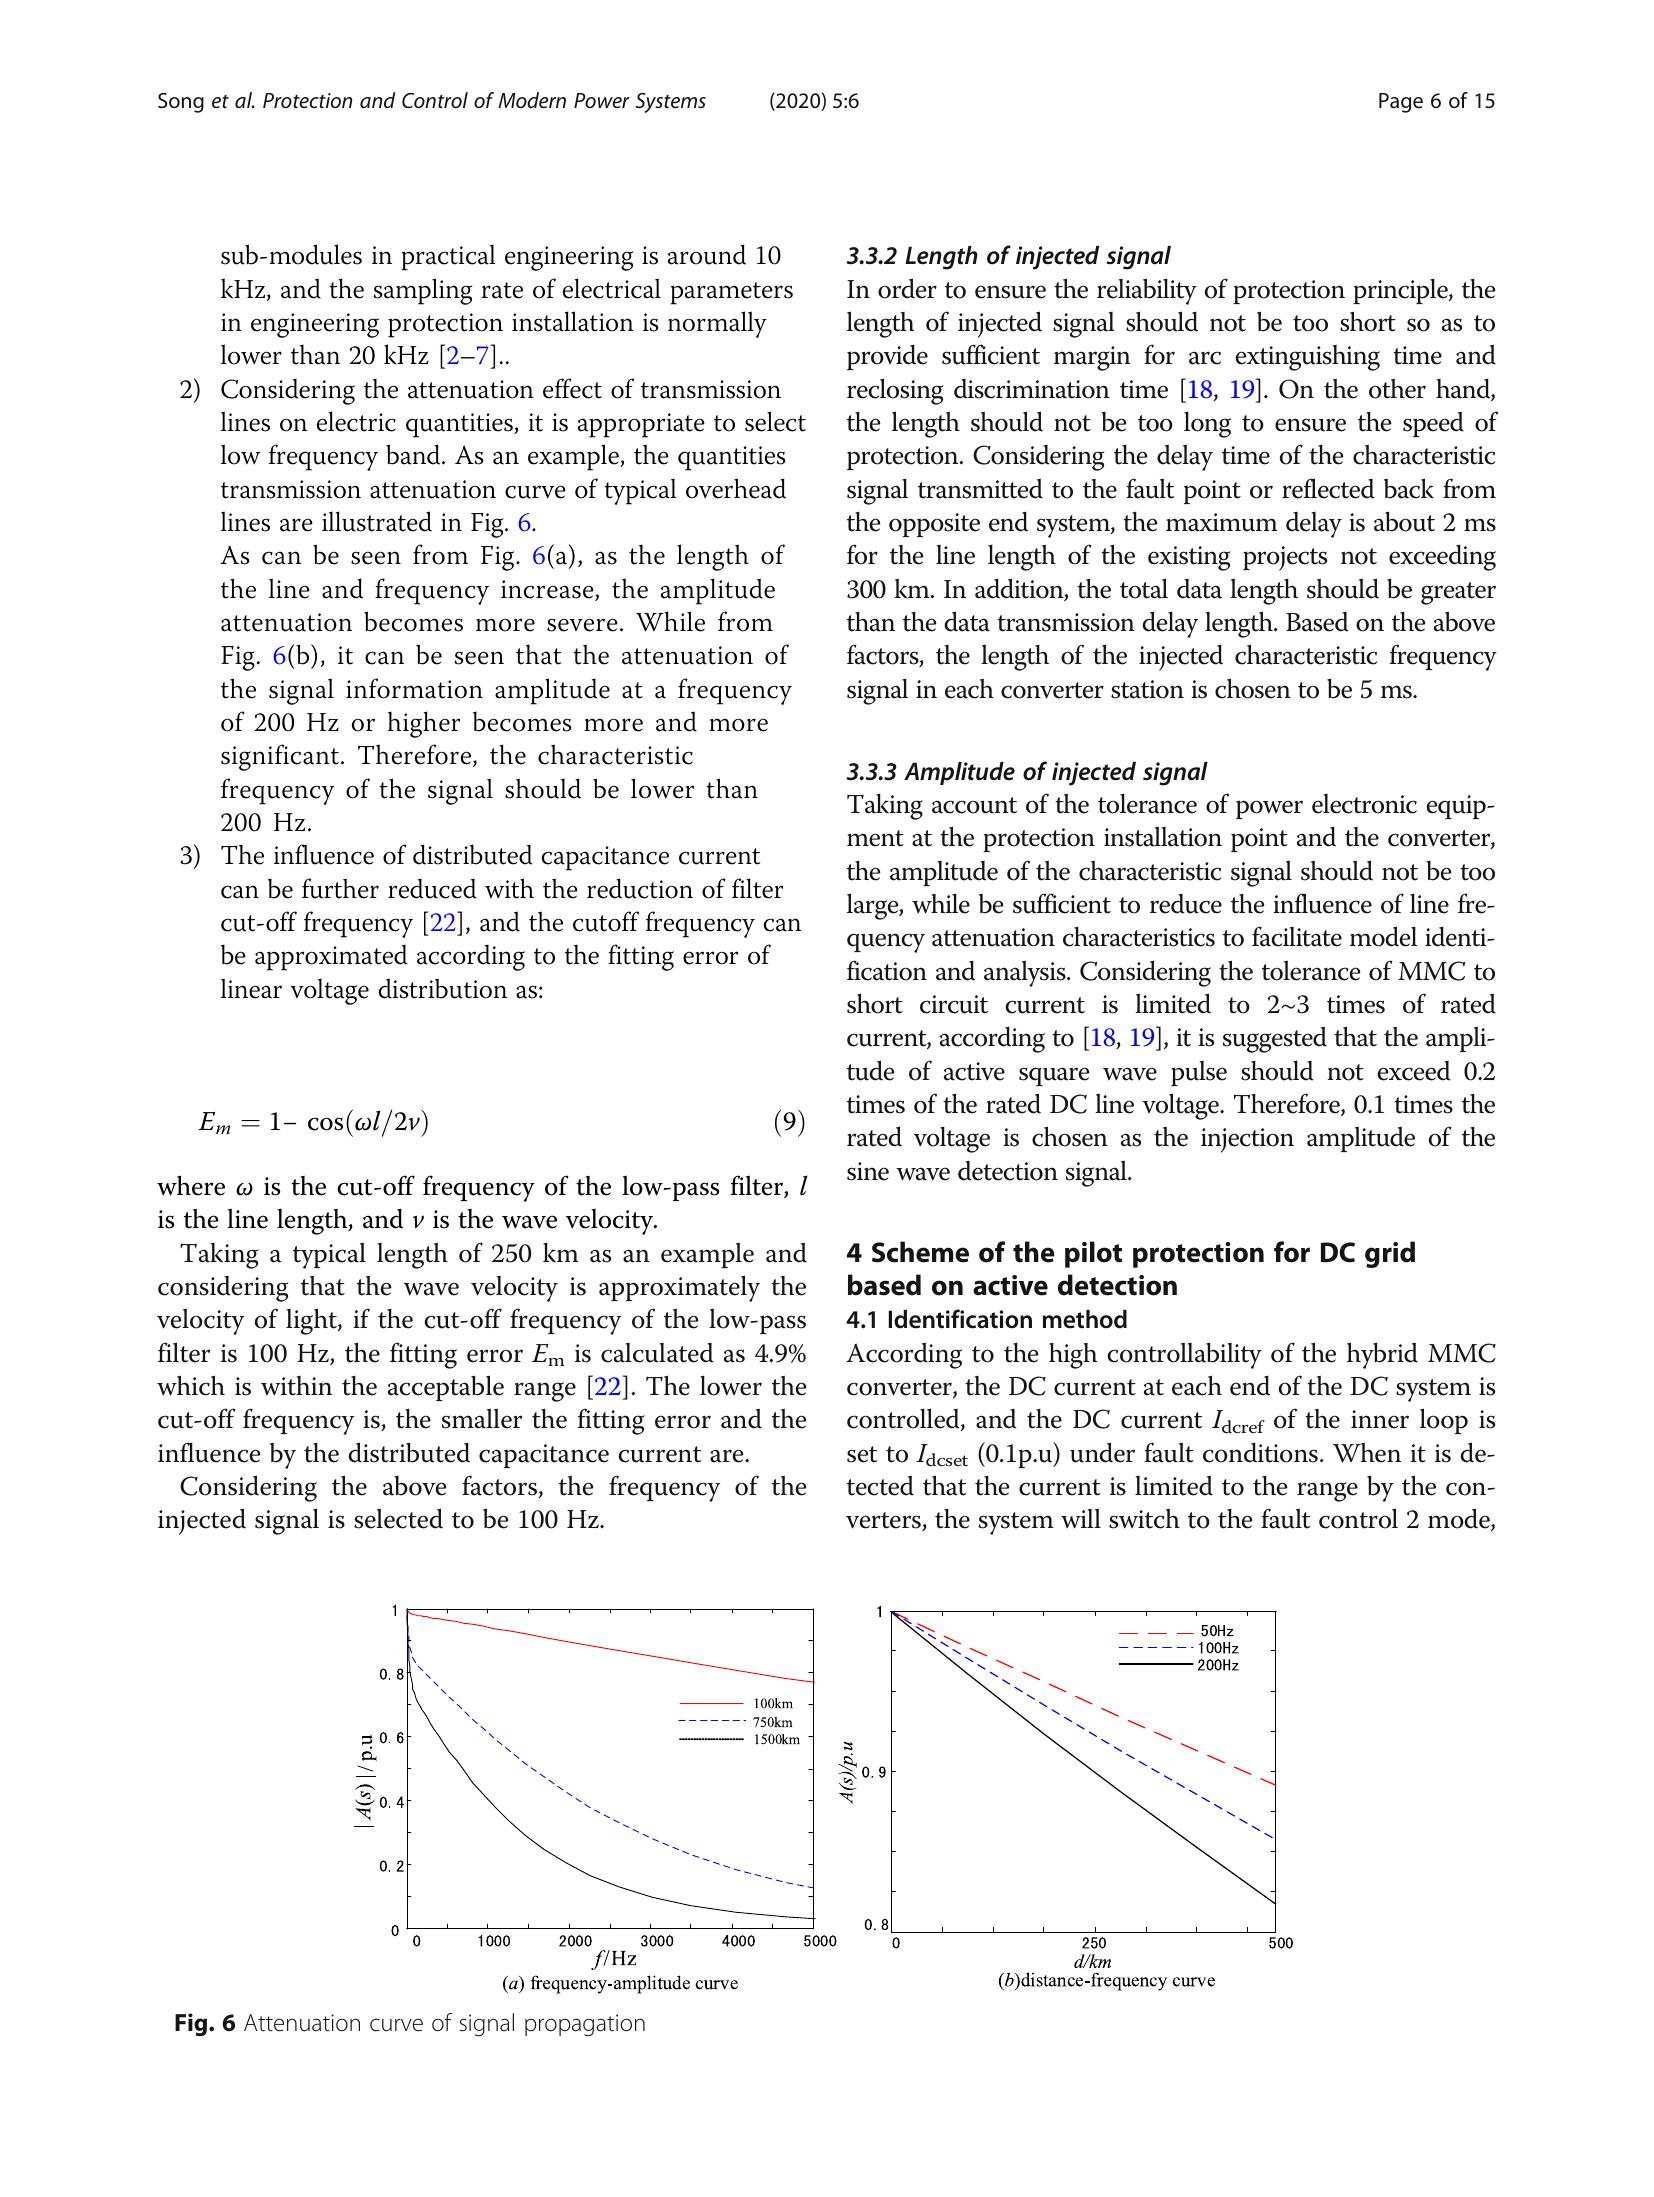 Song et al. Protection and Control of Modern Power Systems (2020) 5:6 Page 6 of 15
sub-modules in practical engineering is around 10
kHz, and the sampling rate of electrical parameters
in engineering protection installation is normally
lower than 20 kHz [2–7]..
2) Considering the attenuation effect of transmission
lines on electric quantities, it is appropriate to select
low frequency band. As an example, the quantities
transmission attenuation curve of typical overhead
lines are illustrated in Fig. 6.
As can be seen from Fig. 6(a), as the length of
the line and frequency increase, the amplitude
attenuation becomes more severe. While from
Fig. 6(b), it can be seen that the attenuation of
the signal information amplitude at a frequency
of 200 Hz or higher becomes more and more
significant. Therefore, the characteristic
frequency of the signal should be lower than
200 Hz.
3) The influence of distributed capacitance current
can be further reduced with the reduction of filter
cut-off frequency [22], and the cutoff frequency can
be approximated according to the fitting error of
linear voltage distribution as:
E_m = 1– cos(ωl/2v) (9)
where ω is the cut-off frequency of the low-pass filter, l
is the line length, and v is the wave velocity.
Taking a typical length of 250 km as an example and
considering that the wave velocity is approximately the
velocity of light, if the cut-off frequency of the low-pass
filter is 100 Hz, the fitting error Em is calculated as 4.9%
which is within the acceptable range [22]. The lower the
cut-off frequency is, the smaller the fitting error and the
influence by the distributed capacitance current are.
Considering the above factors, the frequency of the
injected signal is selected to be 100 Hz.
3.3.2 Length of injected signal
In order to ensure the reliability of protection principle, the
length of injected signal should not be too short so as to
provide sufficient margin for arc extinguishing time and
reclosing discrimination time [18, 19]. On the other hand,
the length should not be too long to ensure the speed of
protection. Considering the delay time of the characteristic
signal transmitted to the fault point or reflected back from
the opposite end system, the maximum delay is about 2 ms
for the line length of the existing projects not exceeding
300 km. In addition, the total data length should be greater
than the data transmission delay length. Based on the above
factors, the length of the injected characteristic frequency
signal in each converter station is chosen to be 5 ms.
3.3.3 Amplitude of injected signal
Taking account of the tolerance of power electronic equip-
ment at the protection installation point and the converter,
the amplitude of the characteristic signal should not be too
large, while be sufficient to reduce the influence of line fre-
quency attenuation characteristics to facilitate model identi-
fication and analysis. Considering the tolerance of MMC to
short circuit current is limited to 2~3 times of rated
current, according to [18, 19], it is suggested that the ampli-
tude of active square wave pulse should not exceed 0.2
times of the rated DC line voltage. Therefore, 0.1 times the
rated voltage is chosen as the injection amplitude of the
sine wave detection signal.
4 Scheme of the pilot protection for DC grid
based on active detection
4.1 Identification method
According to the high controllability of the hybrid MMC
converter, the DC current at each end of the DC system is
controlled, and the DC current Idcref of the inner loop is
set to Idcset (0.1p.u) under fault conditions. When it is de-
tected that the current is limited to the range by the con-
verters, the system will switch to the fault control 2 mode,
1
0.8
0.6
0.4
0.2
0
|A(s)|/p.u
100km
750km
1500km
0 1000 2000 3000 4000 5000
f/Hz
(a) frequency-amplitude curve
1
0.9
0.8
A(s)/p.u
50Hz
100Hz
200Hz
0 250 500
d/km
(b)distance-frequency curve
Fig. 6 Attenuation curve of signal propagation